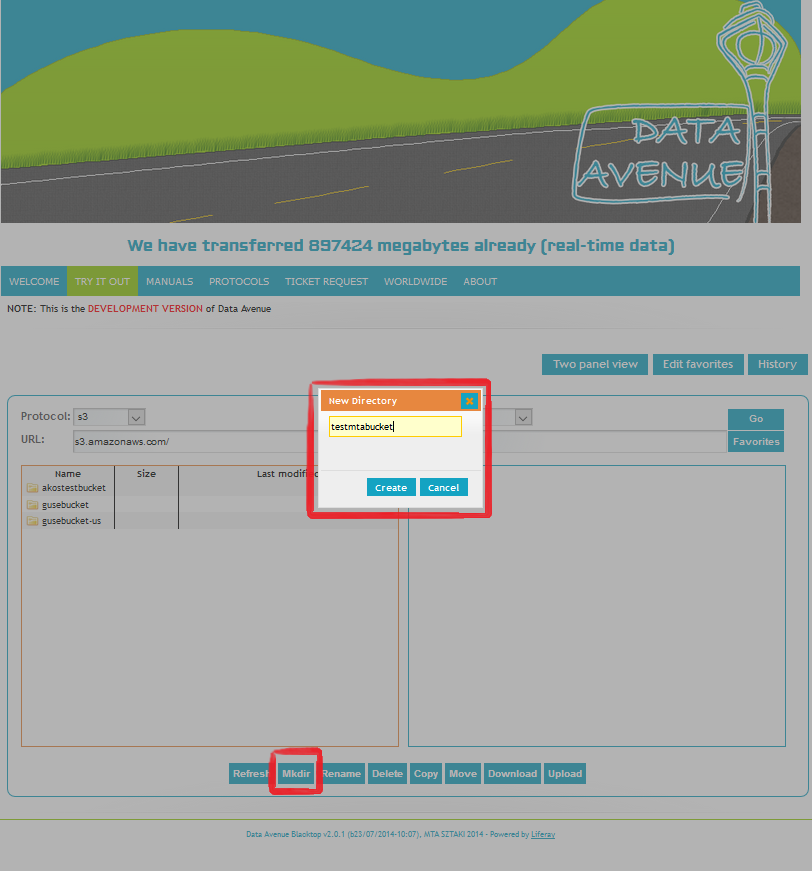 DATA
AVENUE
We have transferred 897424 megabytes already (real-time data)
WELCOME TRY IT OUT MANUALS PROTOCOLS TICKET REQUEST WORLDWIDE ABOUT
NOTE: This is the DEVELOPMENT VERSION of Data Avenue
Two panel view Edit favorites History
New Directory
Protocol: s3 Go
testmtabucket
URL: s3.amazonaws.com/ Favorites
Name Size Last modifie
akostestbucket
Create Cancel
gusebucket
gusebucket-us
Refresh Mkdir Rename Delete Copy Move Download Upload
Data Avenue Blacktop v2.0.1 (b23/07/2014-10:07), MTA SZTAKI 2014 - Powered by Liferay